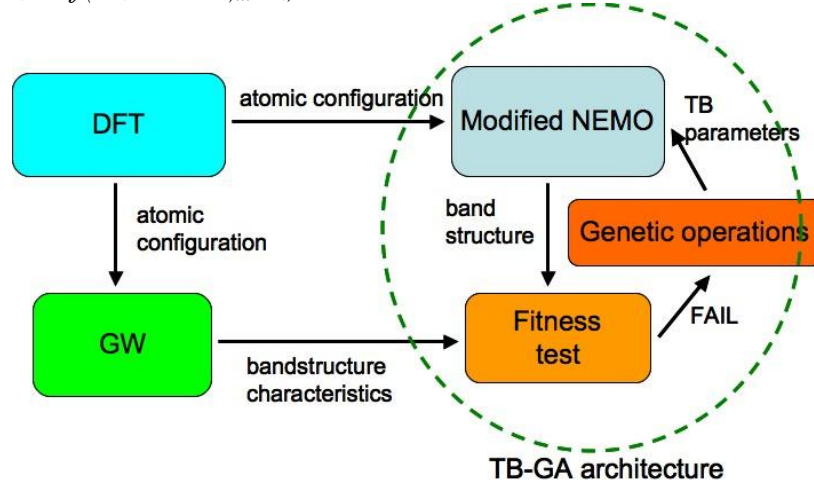 DFT
atomic configuration
Modified NEMO
TB
parameters
atomic
configuration
band
structure
Genetic operations
GW
bandstructure
characteristics
Fitness
test
FAIL
TB-GA architecture